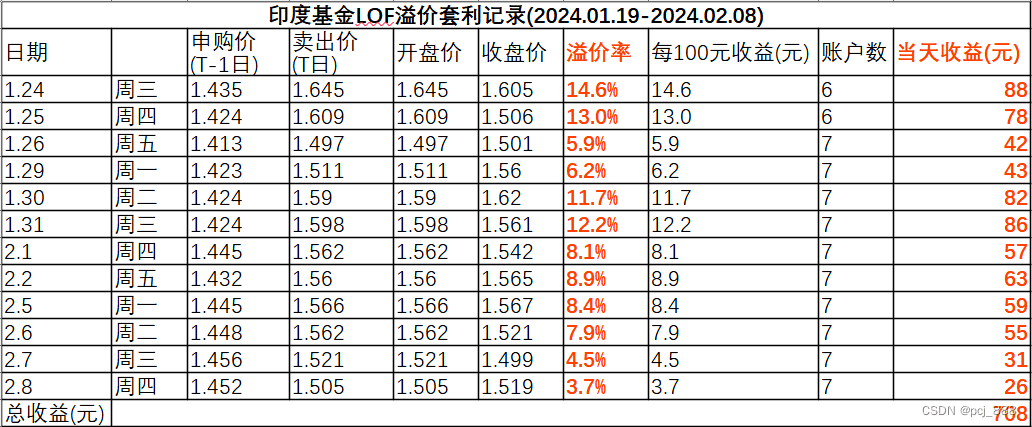 印度基金LOF溢价套利记录(2024.01.19-2024.02.08)
日期 申购价(T-1日) 卖出价(T日) 开盘价 收盘价 溢价率 每100元收益(元) 账户数 当天收益(元)
1.24 周三 1.435 1.645 1.645 1.605 14.6% 14.6 6 88
1.25 周四 1.424 1.609 1.609 1.506 13.0% 13.0 6 78
1.26 周五 1.413 1.497 1.497 1.501 5.9% 5.9 7 42
1.29 周一 1.423 1.511 1.511 1.56 6.2% 6.2 7 43
1.30 周二 1.424 1.59 1.59 1.62 11.7% 11.7 7 82
1.31 周三 1.424 1.598 1.598 1.561 12.2% 12.2 7 86
2.1 周四 1.445 1.562 1.562 1.542 8.1% 8.1 7 57
2.2 周五 1.432 1.56 1.56 1.565 8.9% 8.9 7 63
2.5 周一 1.445 1.566 1.566 1.567 8.4% 8.4 7 59
2.6 周二 1.448 1.562 1.562 1.521 7.9% 7.9 7 55
2.7 周三 1.456 1.521 1.521 1.499 4.5% 4.5 7 31
2.8 周四 1.452 1.505 1.505 1.519 3.7% 3.7 7 26
总收益(元) 708
CSDN @pcj_888